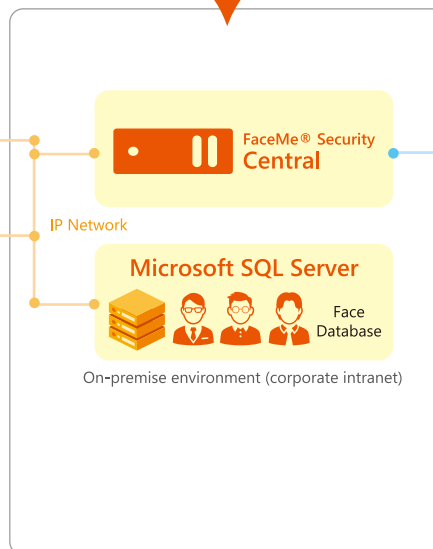 FaceMe® Security
Central
IP Network
Microsoft SQL Server
Face
Database
On-premise environment (corporate intranet)